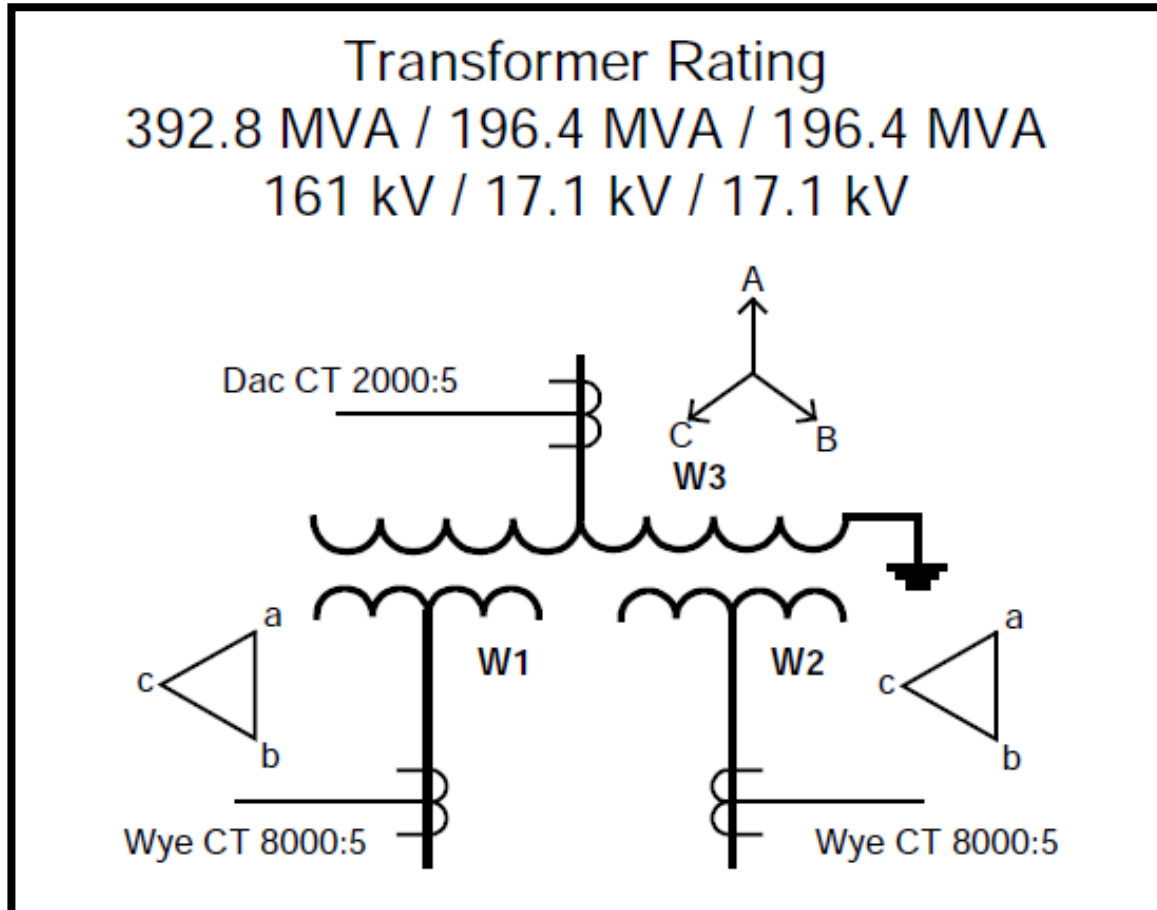 Transformer Rating
392.8 MVA / 196.4 MVA / 196.4 MVA
161 kV / 17.1 kV / 17.1 kV
A
Dac CT 2000:5
C
B
W3
a
a
c
W1
W2
c
b
b
Wye CT 8000:5
Wye CT 8000:5